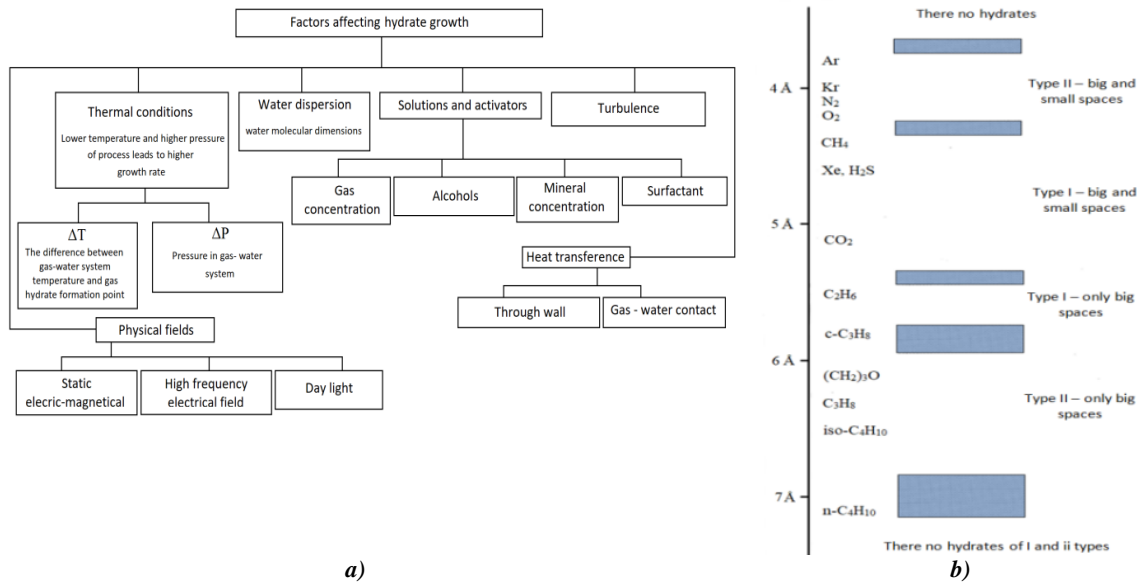 Factors affecting hydrate growth
Thermal conditions
Lower temperature and higher pressure
of process leads to higher
growth rate
Water dispersion
water molecular dimensions
Solutions and activators
Turbulence
Gas
concentration
Alcohols
Mineral
concentration
Surfactant
ΔT
The difference between
gas-water system
temperature and gas
hydrate formation point
ΔP
Pressure in gas- water
system
Heat transference
Through wall
Gas - water contact
Physical fields
Static
elecric-magnetical
High frequency
electrical field
Day light
a)
There no hydrates
Ar
4 Å
Kr
N₂
O₂
Type II – big and
small spaces
CH₄
Xe, H₂S
Type I - big and
small spaces
5 Å
CO₂
C₂H₆
Type I – only big
spaces
c-C₃H₈
6 Å
(CH₂)₃O
C₃H₈
iso-C₄H₁₀
Type II – only big
spaces
7 Å
n-C₄H₁₀
There no hydrates of I and ii types
b)